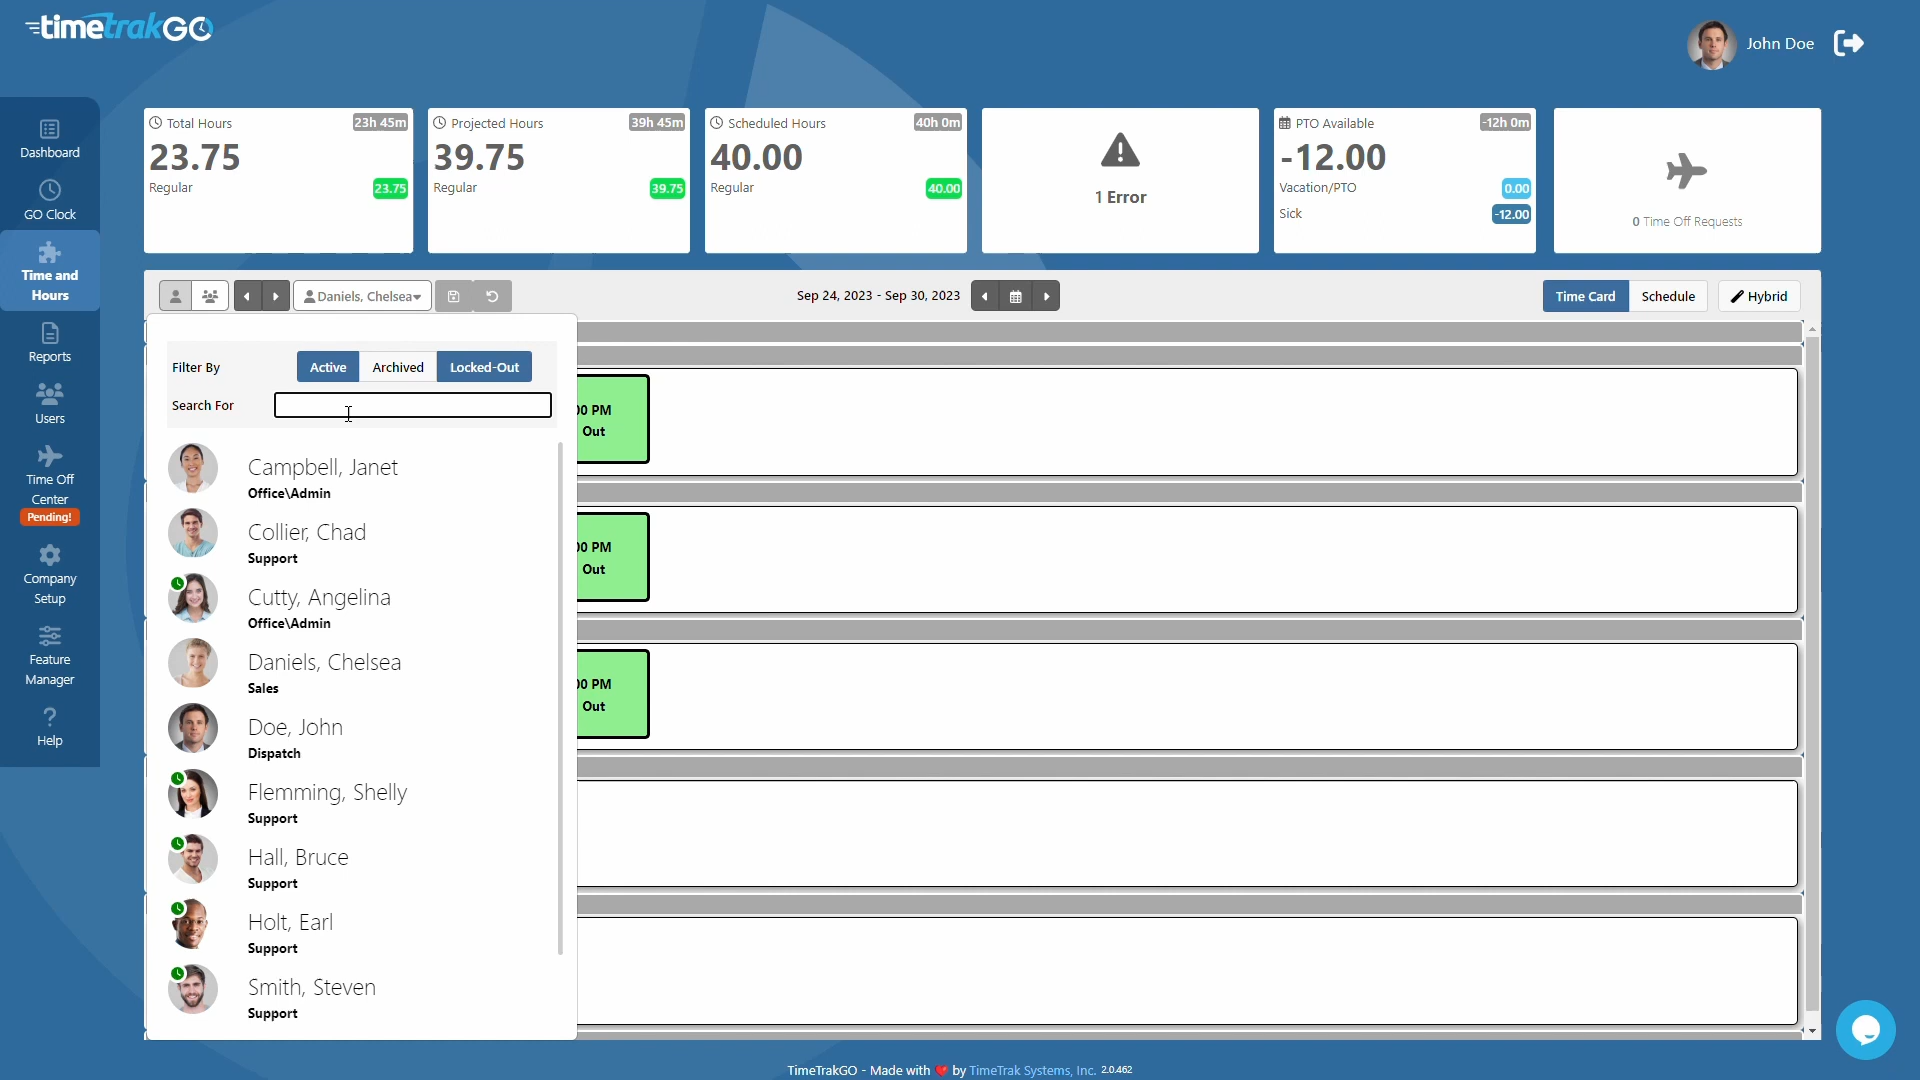 timetrakGO
John Doe
Dashboard
GO Clock
Time and
Hours
Reports
Users
Time Off
Center
Pending!
Company
Setup
Feature
Manager
?
Help
Total Hours 23h 45m
23.75
Regular 23.75
Projected Hours 39h 45m
39.75
Regular 39.75
Scheduled Hours 40h 0m
40.00
Regular 40.00
1 Error
PTO Available -12h 0m
-12.00
Vacation/PTO 0.00
Sick -12.00
0 Time Off Requests
Daniels, Chelsea
Sep 24, 2023 - Sep 30, 2023
Time Card Schedule Hybrid
Filter By Active Archived Locked-Out
Search For
Campbell, Janet
Office\Admin
Collier, Chad
Support
Cutty, Angelina
Office\Admin
Daniels, Chelsea
Sales
Doe, John
Dispatch
Flemming, Shelly
Support
Hall, Bruce
Support
Holt, Earl
Support
Smith, Steven
Support
00 PM
Out
00 PM
Out
00 PM
Out
TimeTrakGO - Made with ❤ by TimeTrak Systems, Inc. 2.0.462